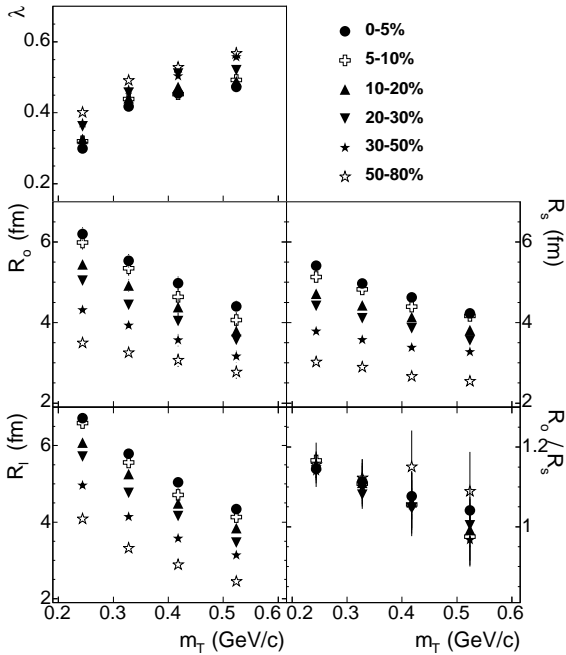 λ
0.6
0.4
0.2
0-5%
5-10%
10-20%
20-30%
30-50%
50-80%
R_o (fm)
6
4
2
R_s (fm)
6
4
2
R_l (fm)
6
4
2
R_o / R_s
1.2
1
0.2 0.3 0.4 0.5 0.6
m_T (GeV/c)
0.2 0.3 0.4 0.5 0.6
m_T (GeV/c)